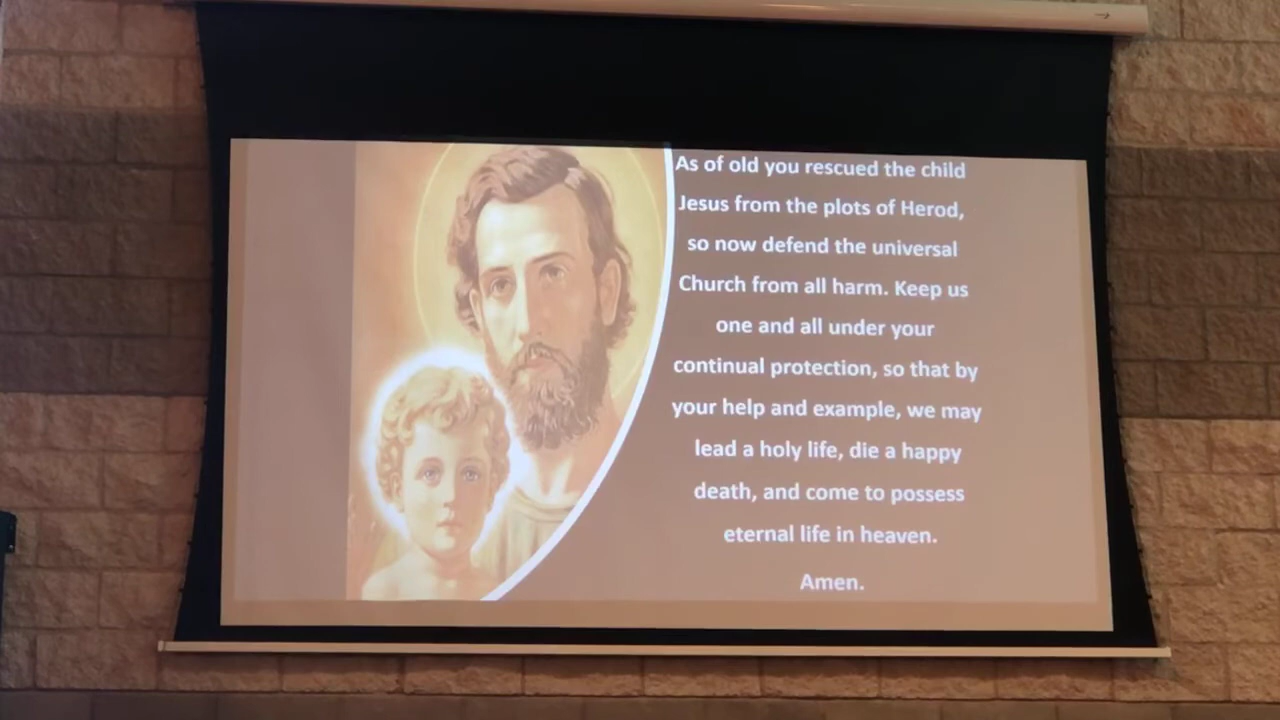 As of old you rescued the child
Jesus from the plots of Herod,
so now defend the universal
Church from all harm. Keep us
one and all under your
continual protection, so that by
your help and example, we may
lead a holy life, die a happy
death, and come to possess
eternal life in heaven.
Amen.